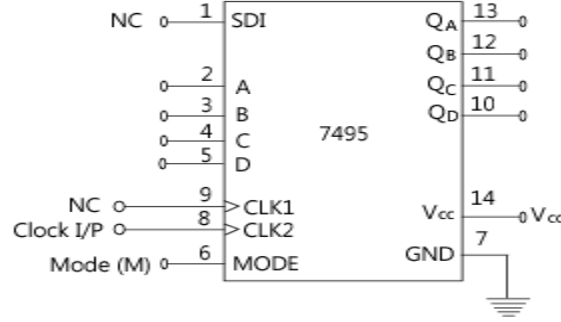 NC 1 SDI QA 13
QB 12
2 A QC 11
3 B QD 10
4 C 7495
5 D
NC 9 CLK1 Vcc 14 Vcc
Clock I/P 8 CLK2
Mode (M) 6 MODE GND 7